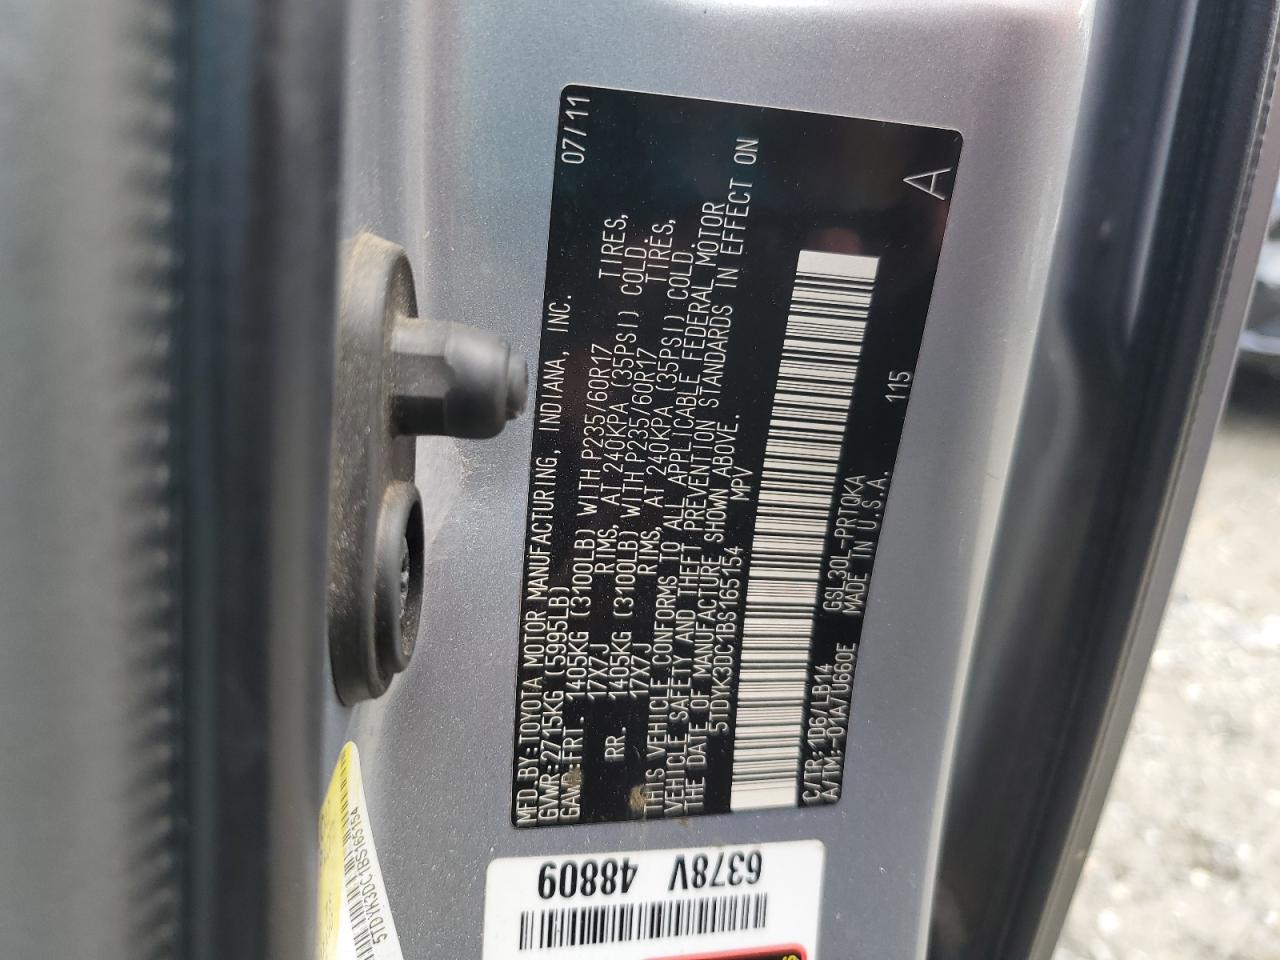 MFD.BY:TOYOTA MOTOR MANUFACTURING, INDIANA, INC. 07/11
GVWR:2715KG (5995LB)
GAWR:FRT. 1405KG (3100LB) WITH P235/60R17 TIRES,
17X7J RIMS, AT 240KPA (35PSI) COLD.
RR. 1405KG (3100LB) WITH P235/60R17 TIRES,
17X7J RIMS, AT 240KPA (35PSI) COLD.
THIS VEHICLE CONFORMS TO ALL APPLICABLE FEDERAL MOTOR
VEHICLE SAFETY AND THEFT PREVENTION STANDARDS IN EFFECT ON
THE DATE OF MANUFACTURE SHOWN ABOVE.
5TDYK3DC1BS165154 MPV
C/TR:1D6/LB14 GSL30L-PRTQKA 115
A/TM:-01A/U660E MADE IN U.S.A.
A
6378V 48809
5TDYK3DC1BS165154